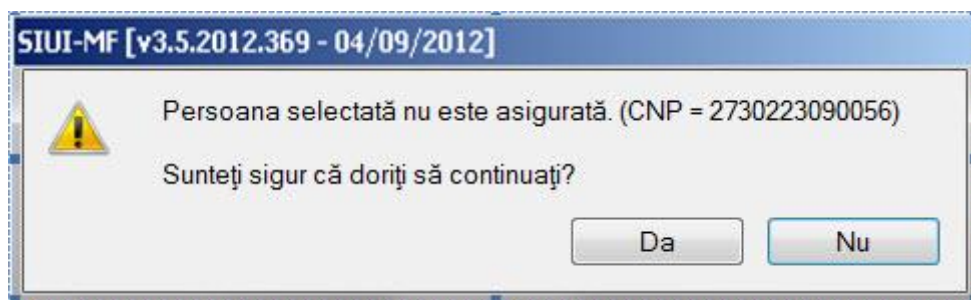 SIUI-MF [v3.5.2012.369 - 04/09/2012]
Persoana selectată nu este asigurată. (CNP = 2730223090056)
Sunteţi sigur că doriţi să continuaţi?
Da Nu